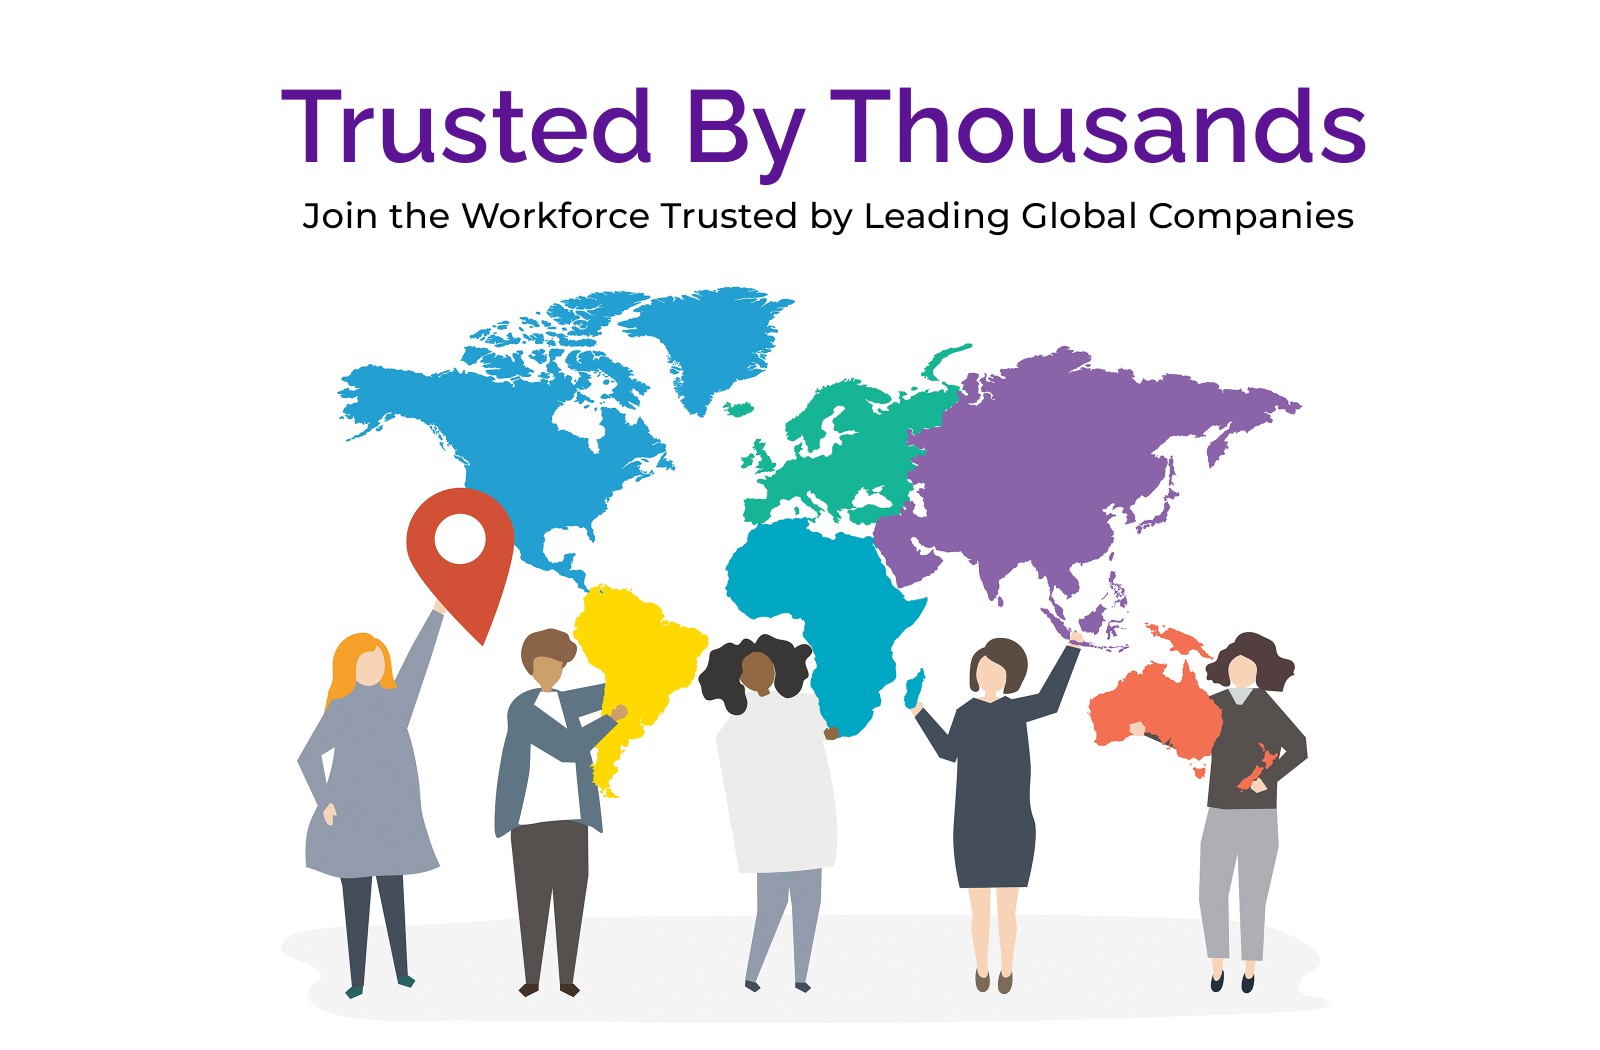 Trusted By Thousands
Join the Workforce Trusted by Leading Global Companies